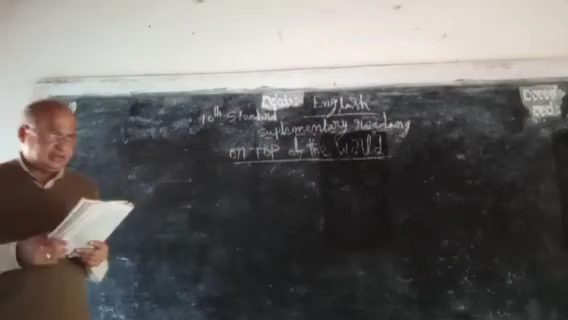 English
10th Standard
Suplementary reading
on Top of the World